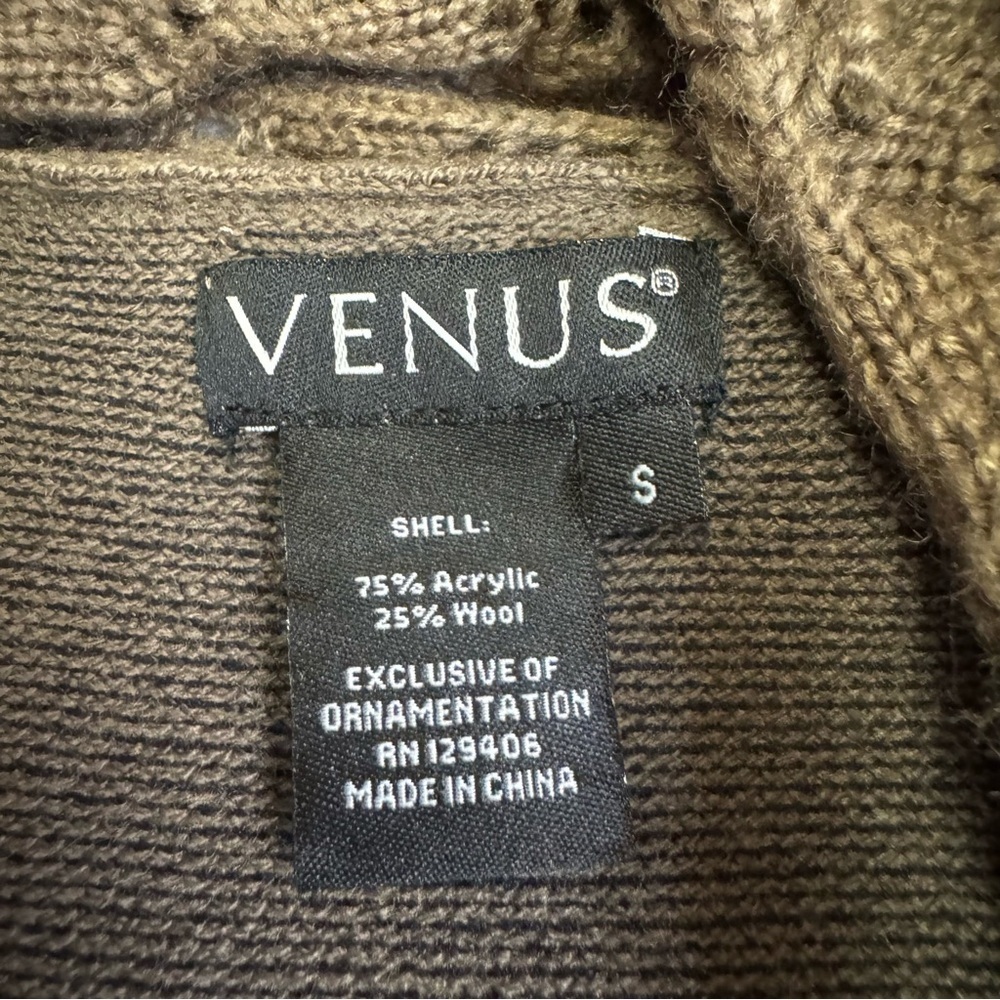 VENUS®
S
SHELL:
75% Acrylic
25% Wool
EXCLUSIVE OF
ORNAMENTATION
RN 129406
MADE IN CHINA